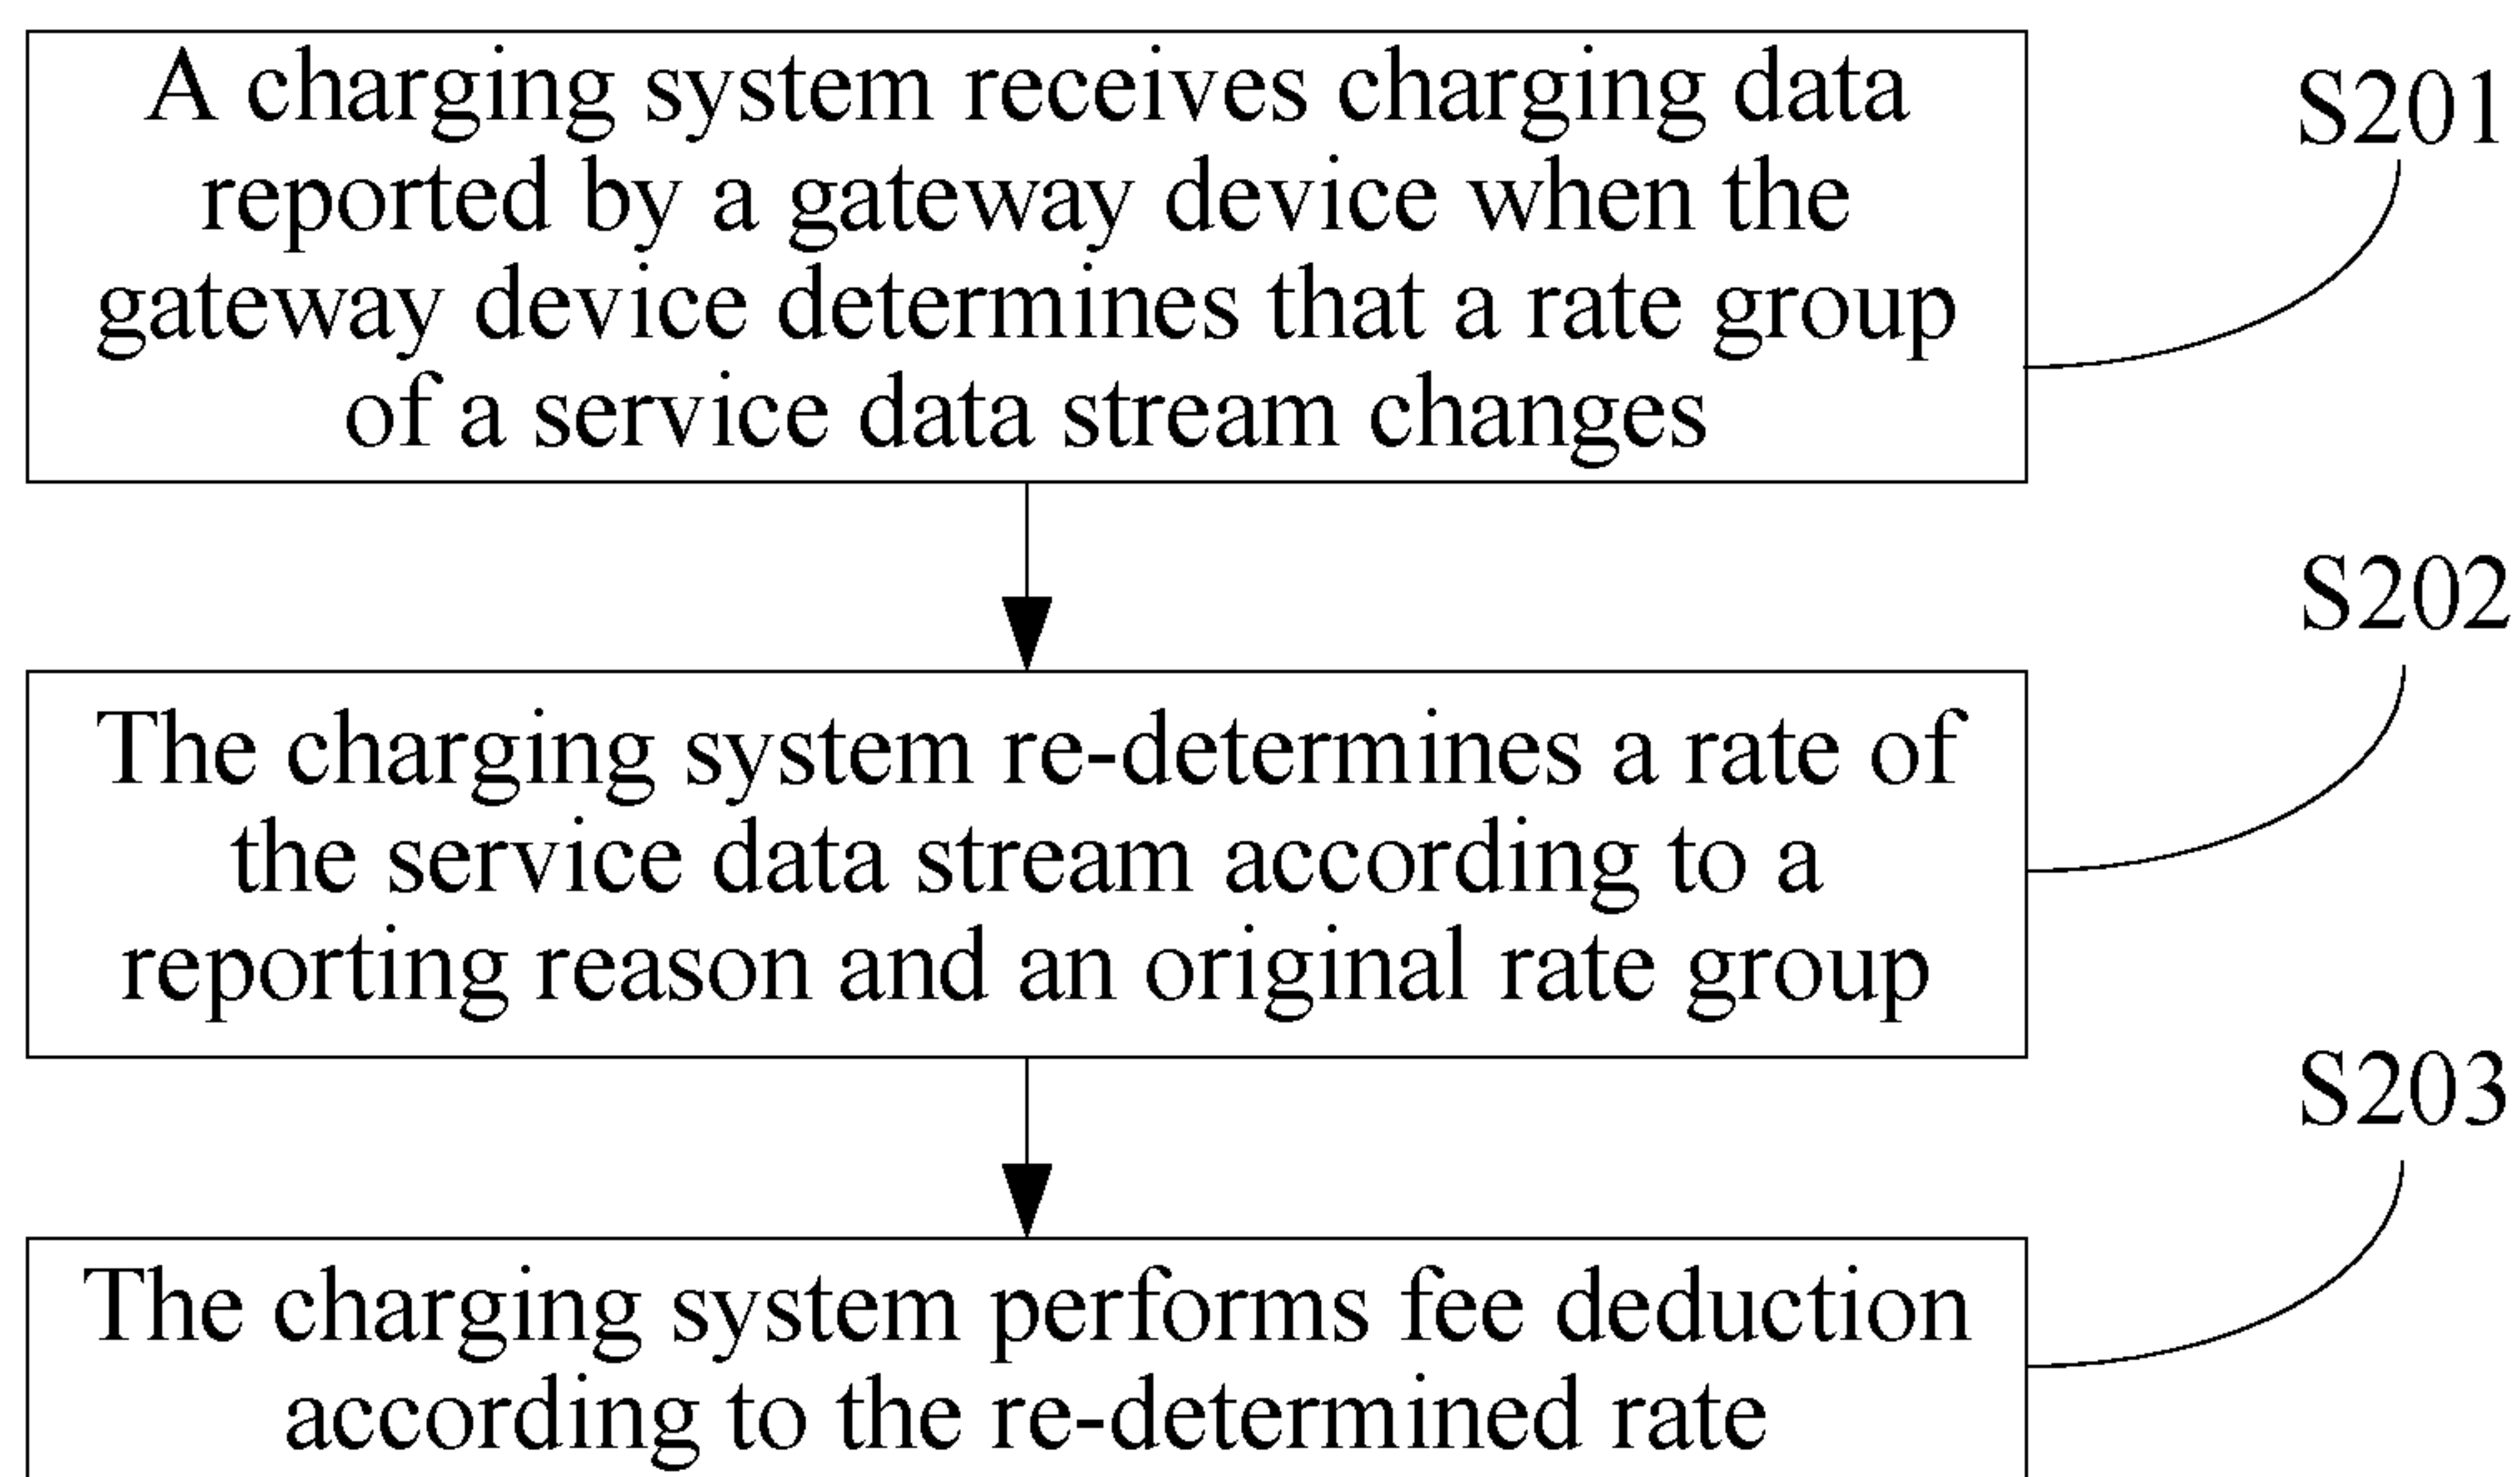 A charging system receives charging data
reported by a gateway device when the
gateway device determines that a rate group
of a service data stream changes
S201
The charging system re-determines a rate of
the service data stream according to a
reporting reason and an original rate group
S202
The charging system performs fee deduction
according to the re-determined rate
S203